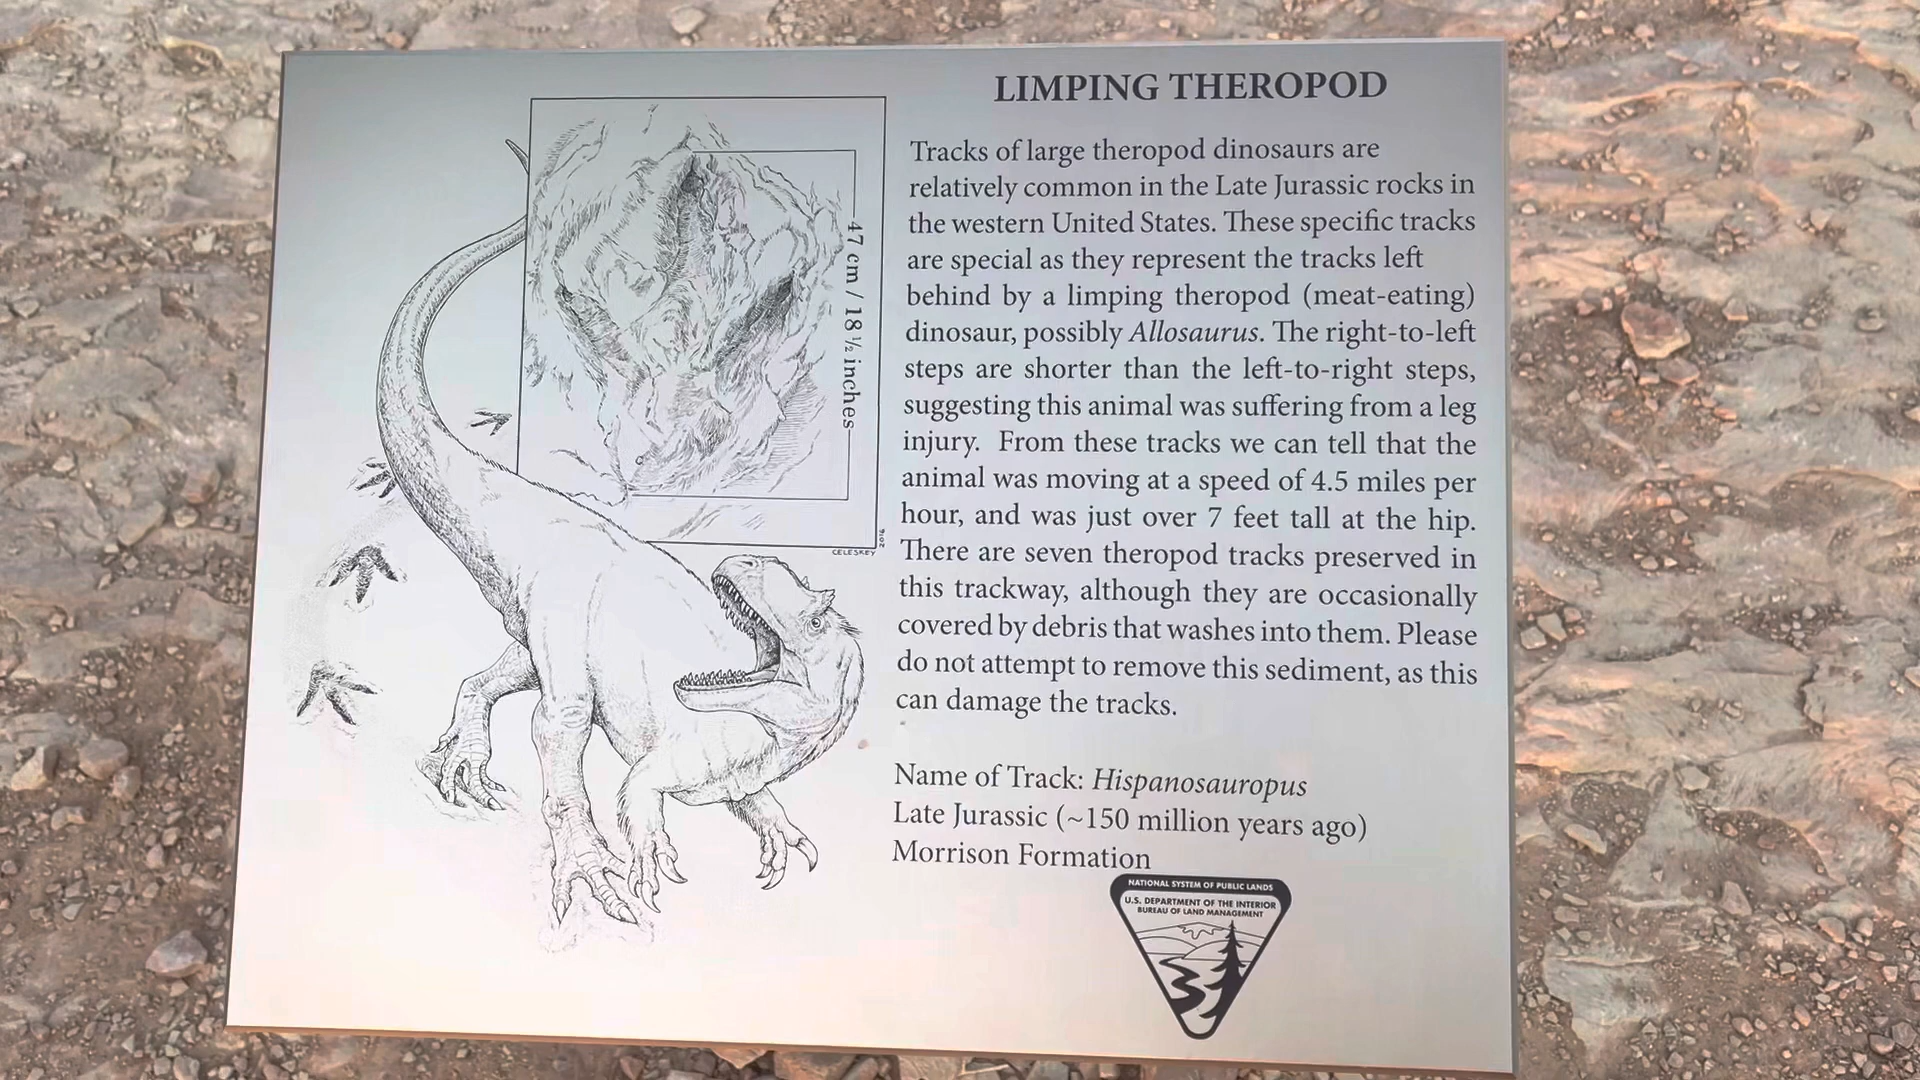 LIMPING THEROPOD
Tracks of large theropod dinosaurs are
relatively common in the Late Jurassic rocks in
the western United States. These specific tracks
are special as they represent the tracks left
behind by a limping theropod (meat-eating)
dinosaur, possibly Allosaurus. The right-to-left
steps are shorter than the left-to-right steps,
suggesting this animal was suffering from a leg
injury. From these tracks we can tell that the
animal was moving at a speed of 4.5 miles per
hour, and was just over 7 feet tall at the hip.
There are seven theropod tracks preserved in
this trackway, although they are occasionally
covered by debris that washes into them. Please
do not attempt to remove this sediment, as this
can damage the tracks.
Name of Track: Hispanosauropus
Late Jurassic (~150 million years ago)
Morrison Formation
47 cm / 18 ½ inches
CELESKEY
2016
NATIONAL SYSTEM OF PUBLIC LANDS
U.S. DEPARTMENT OF THE INTERIOR
BUREAU OF LAND MANAGEMENT